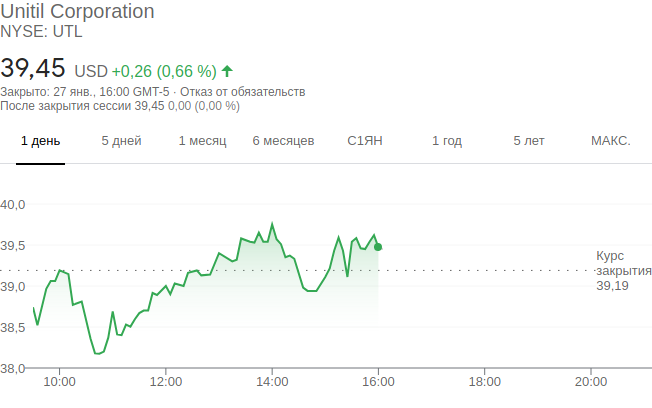 Unitil Corporation
NYSE: UTL
39,45 USD +0,26 (0,66 %)
Закрыто: 27 янв., 16:00 GMT-5 · Отказ от обязательств
После закрытия сессии 39,45 0,00 (0,00 %)
1 день 5 дней 1 месяц 6 месяцев С1ЯН 1 год 5 лет МАКС.
40,0
39,5
Курс
закрытия
39,19
39,0
38,5
38,0
10:00 12:00 14:00 16:00 18:00 20:00